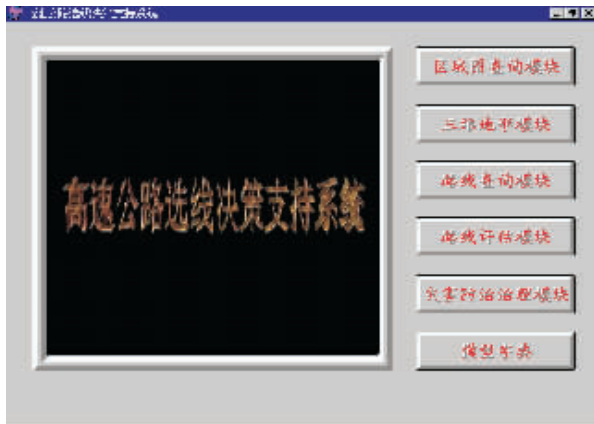 高速公路选线决策支持系统
区域图查询模块
三维地形模块
路线查询模块
路线评估模块
灾害防治治理模块
模型字典